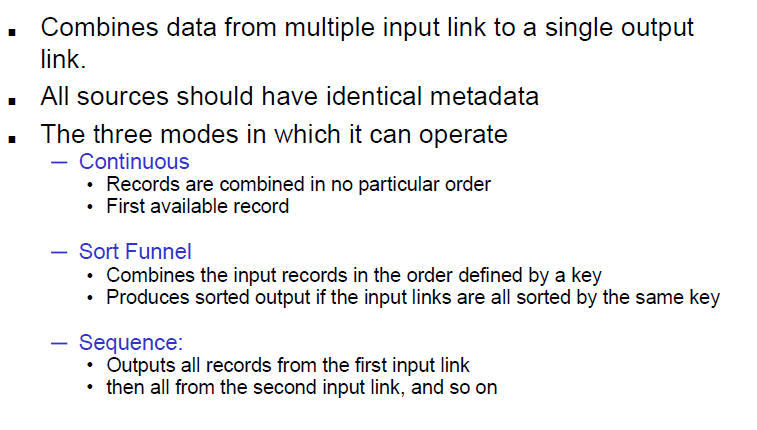 ▪ Combines data from multiple input link to a single output
link.
▪ All sources should have identical metadata
▪ The three modes in which it can operate
— Continuous
• Records are combined in no particular order
• First available record
— Sort Funnel
• Combines the input records in the order defined by a key
• Produces sorted output if the input links are all sorted by the same key
— Sequence:
• Outputs all records from the first input link
• then all from the second input link, and so on